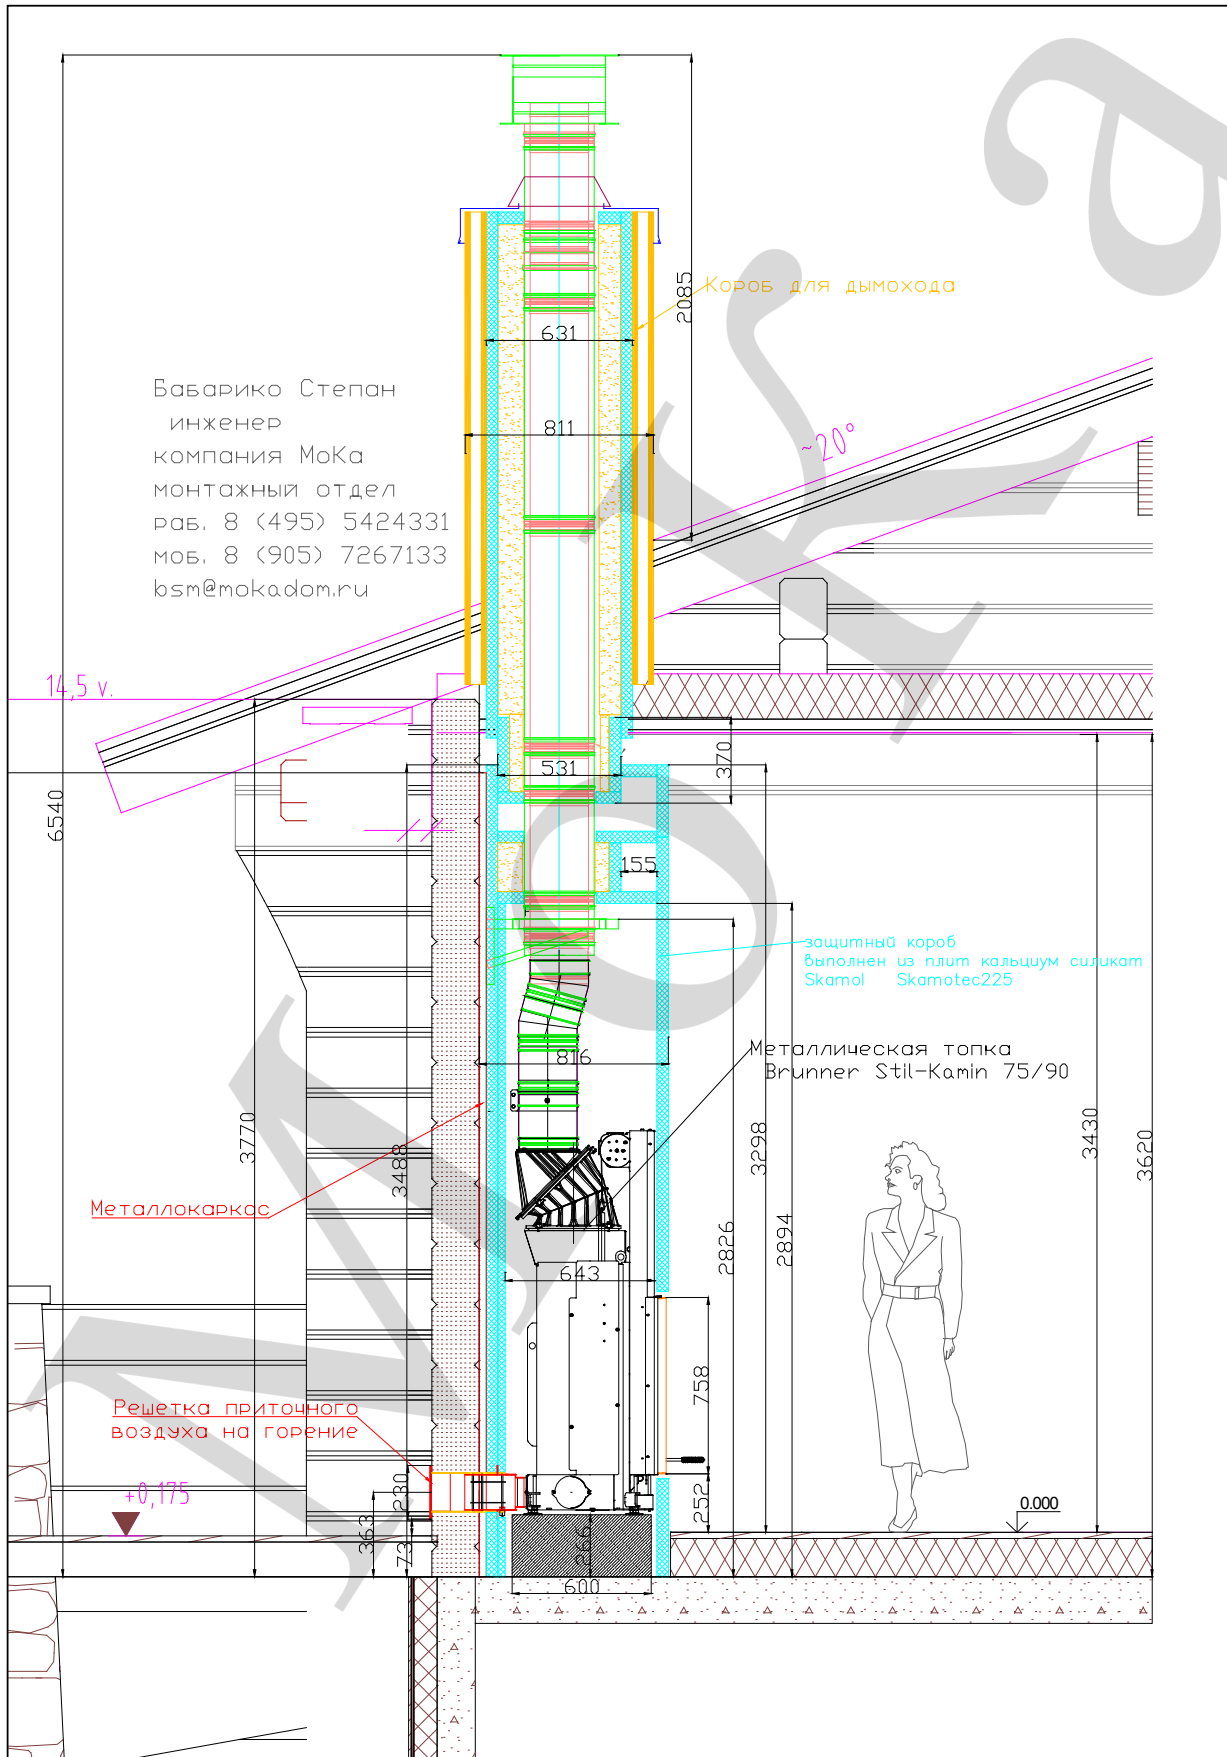 2085
Короб для дымохода
631
Бабарико Степан
инженер
компания МоКа
монтажный отдел
раб. 8 (495) 5424331
моб. 8 (905) 7267133
bsm@mokadom.ru
811
~20°
14,5 v.
6540
531
370
155
защитный короб
выполнен из плит кальциум силикат
Skamol Skamotec225
816
Металлическая топка
Brunner Stil-Kamin 75/90
3770
3488
3298
3430
3620
Металлокаркас
2826
2894
643
758
Решетка приточного
воздуха на горение
+0,175
230
252
0.000
363
73
266
600
МоКа